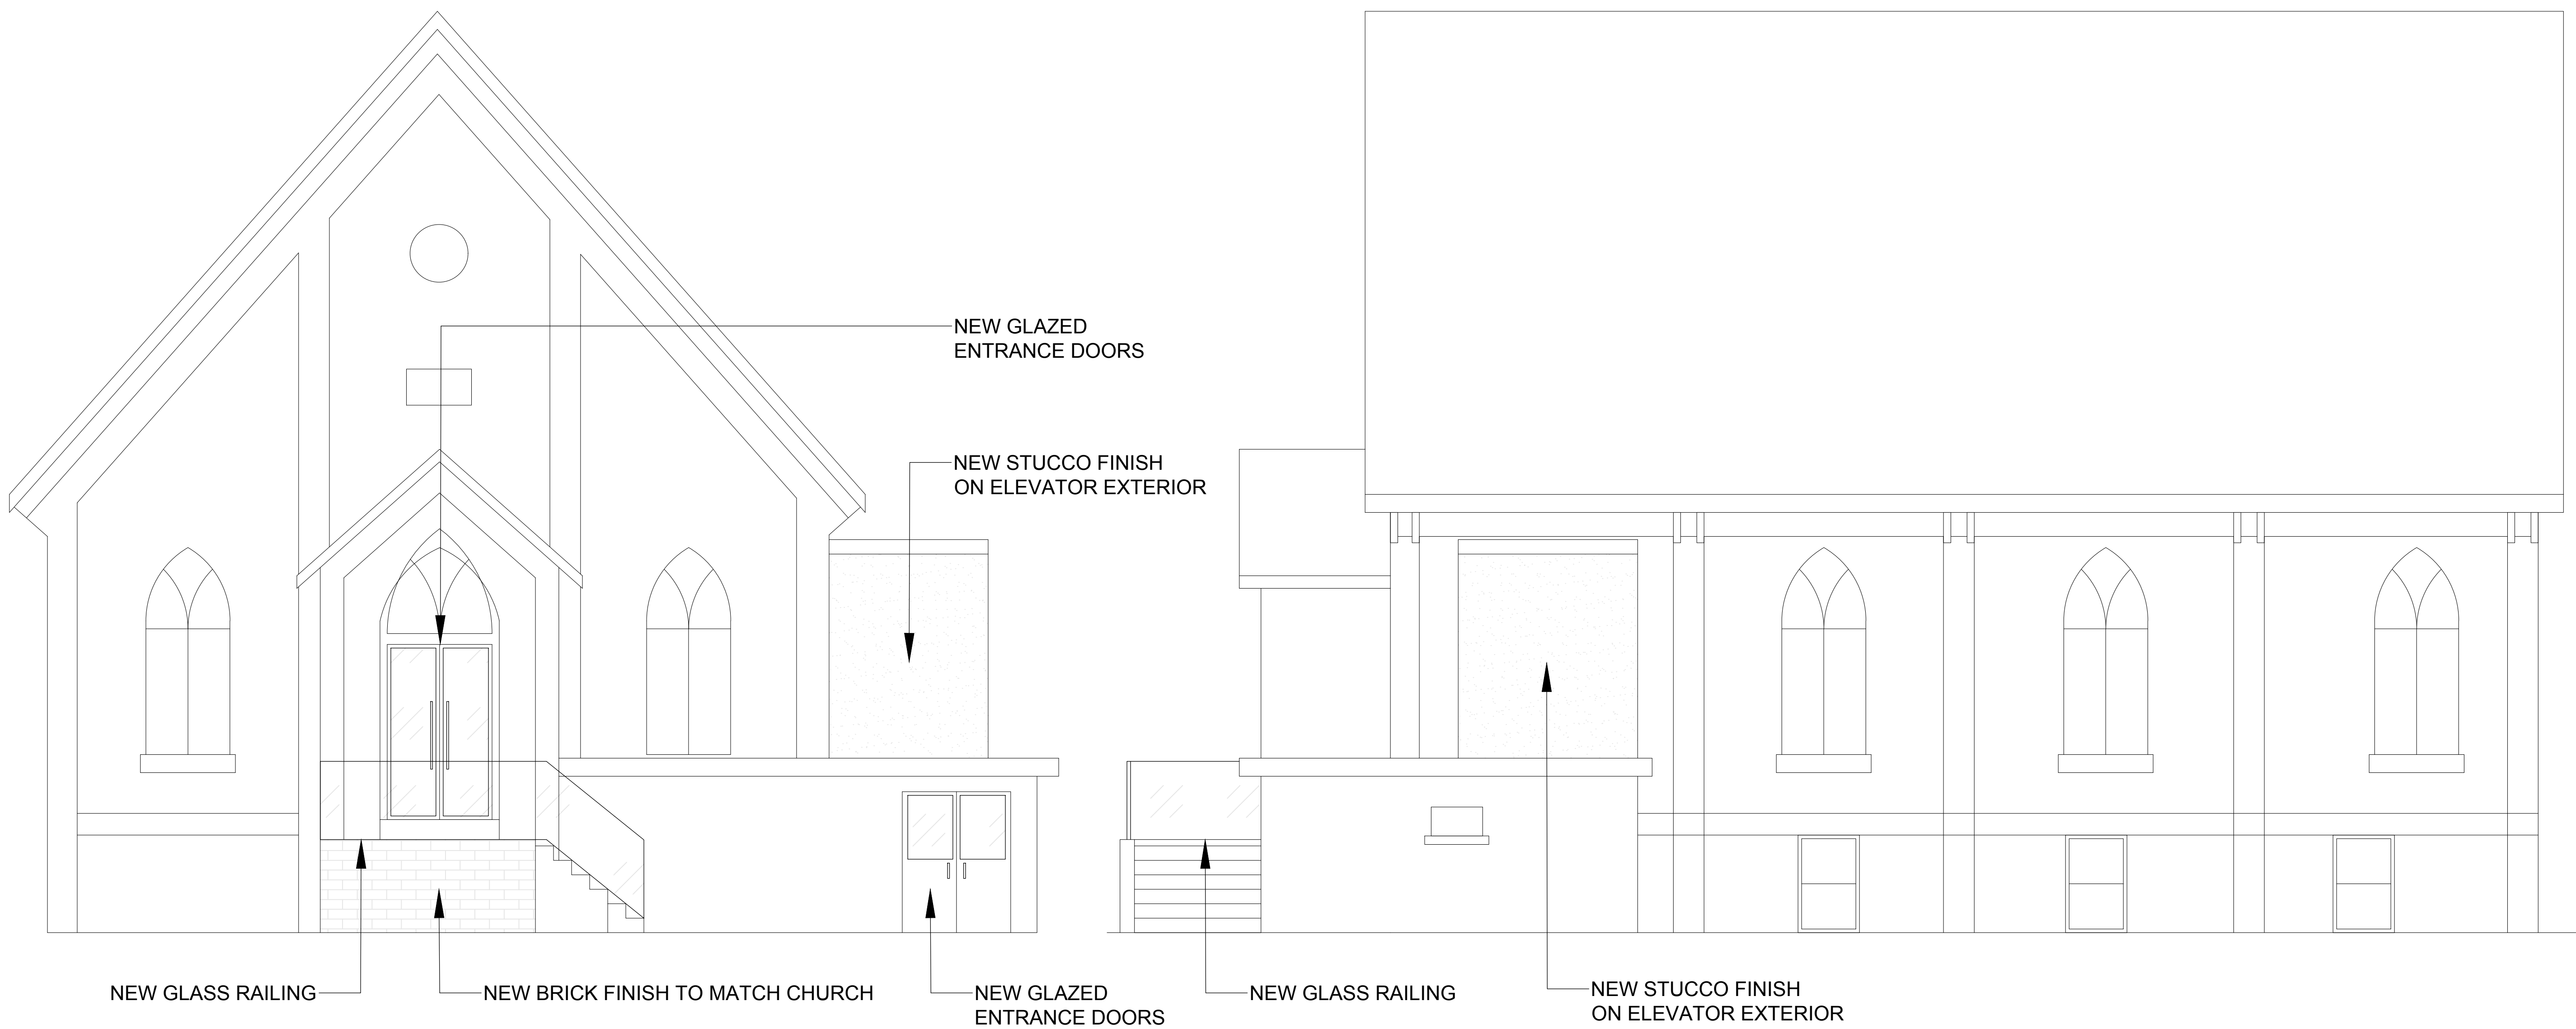 NEW GLAZED
ENTRANCE DOORS
NEW STUCCO FINISH
ON ELEVATOR EXTERIOR
NEW GLASS RAILING
NEW BRICK FINISH TO MATCH CHURCH
NEW GLAZED
ENTRANCE DOORS
NEW GLASS RAILING
NEW STUCCO FINISH
ON ELEVATOR EXTERIOR